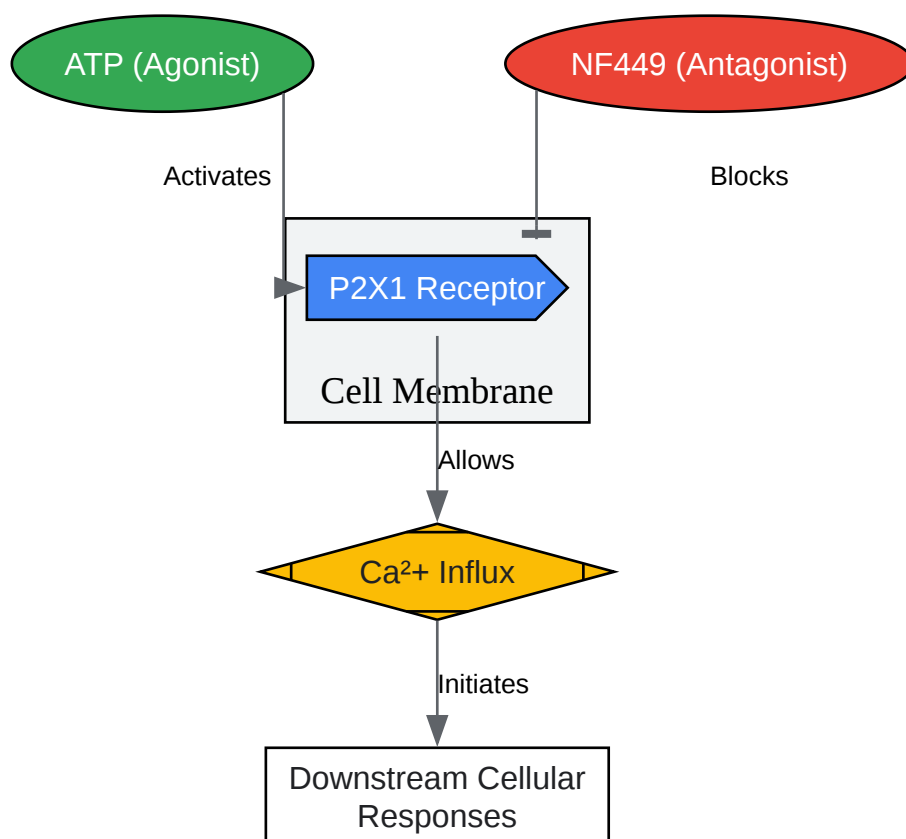 ATP (Agonist)
NF449 (Antagonist)
Activates
Blocks
P2X1 Receptor
Cell Membrane
Allows
Ca²+ Influx
Initiates
Downstream Cellular
Responses